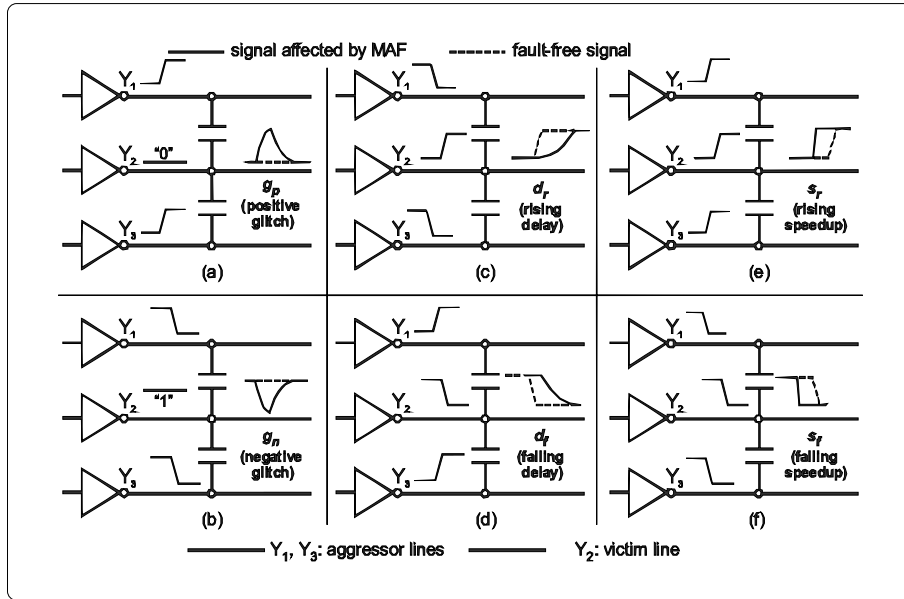 signal affected by MAF fault-free signal
Y1
Y2 "0"
gp
(positive
glitch)
Y3
(a)
Y1
Y2
dr
(rising
delay)
Y3
(c)
Y1
Y2
sr
(rising
speedup)
Y3
(e)
Y1
Y2 "1"
gn
(negative
glitch)
Y3
(b)
Y1
Y2
df
(falling
delay)
Y3
(d)
Y1
Y2
sf
(falling
speedup)
Y3
(f)
Y1, Y3: aggressor lines Y2: victim line